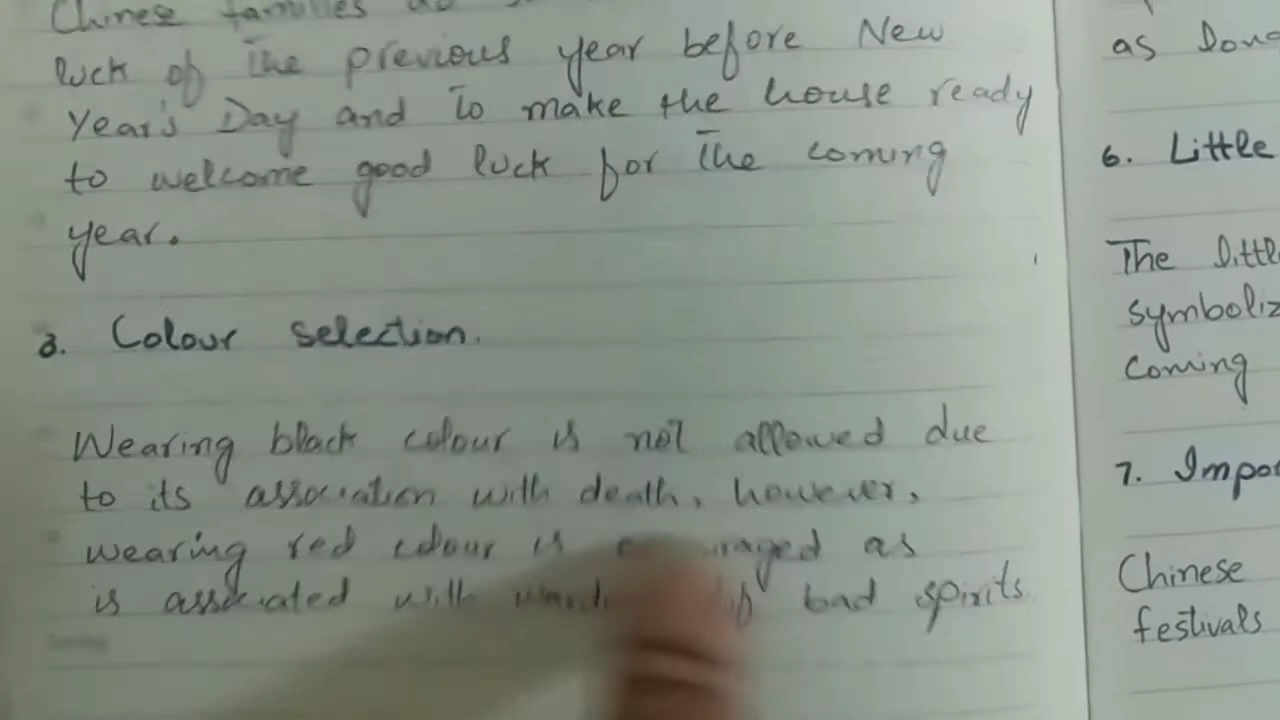 Chinese families
luck of the previous year before New
Year's Day and to make the house ready
to welcome good luck for the coming
year.
3. Colour selection.
Wearing black colour is not allowed due
to its association with death, however,
wearing red colour is as
is associated with bad spirits
as
6. Little
The
7.
Chinese
festivals
coming